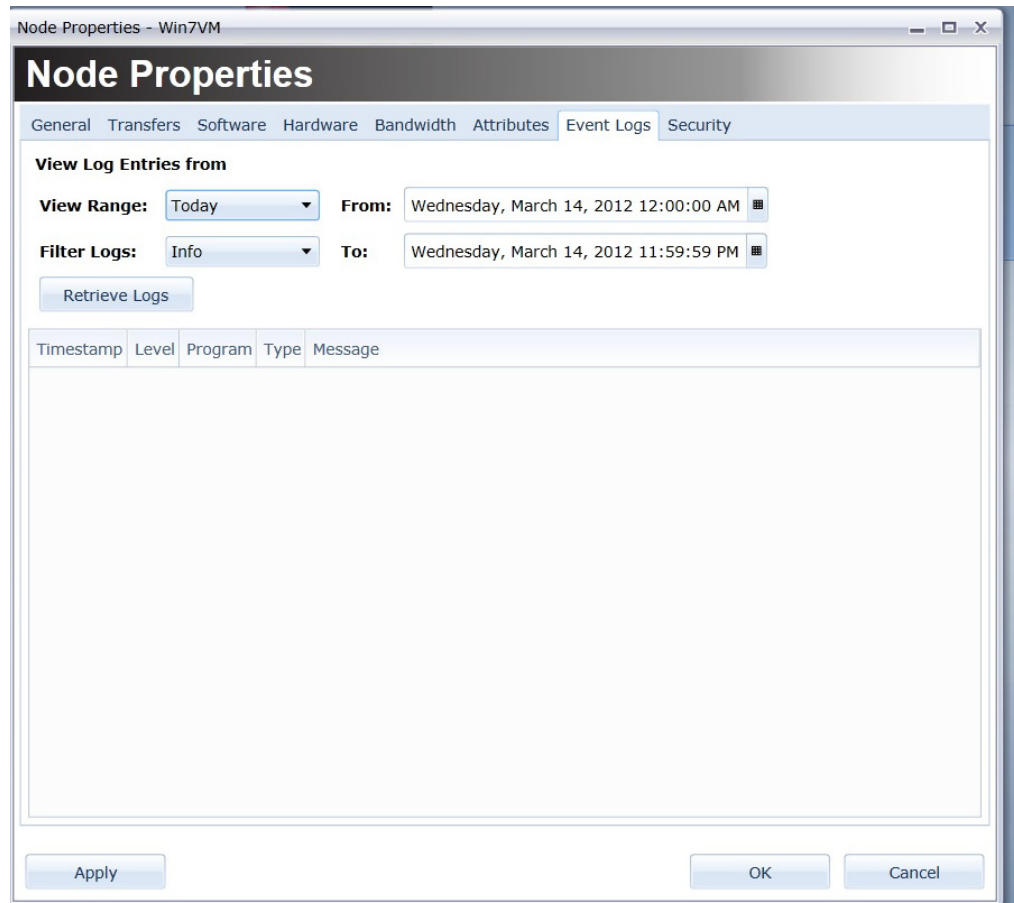 Node Properties - Win7VM
Node Properties
General Transfers Software Hardware Bandwidth Attributes Event Logs Security
View Log Entries from
View Range: Today From: Wednesday, March 14, 2012 12:00:00 AM
Filter Logs: Info To: Wednesday, March 14, 2012 11:59:59 PM
Retrieve Logs
Timestamp Level Program Type Message
Apply OK Cancel